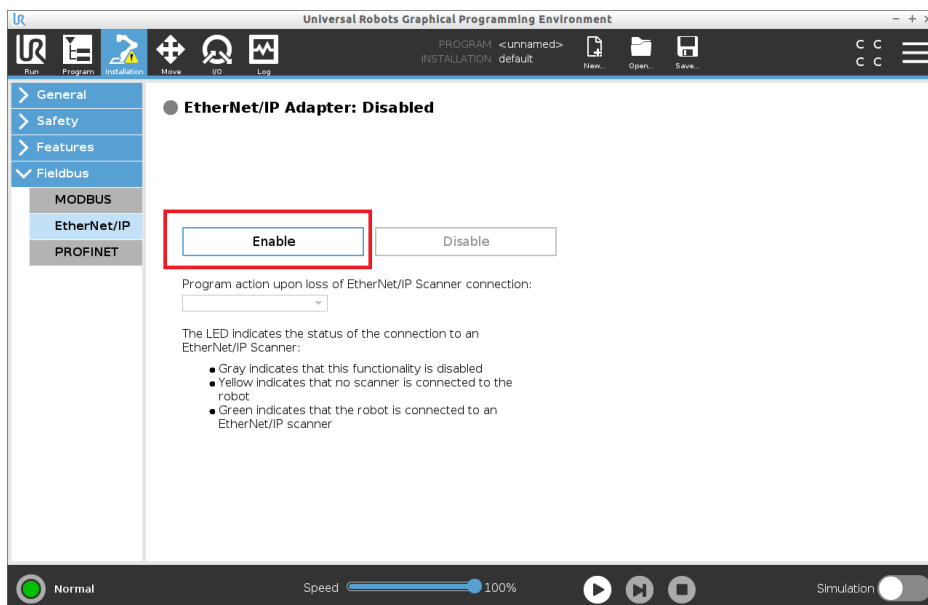 Universal Robots Graphical Programming Environment
UR
Run
Program
Installation
Move
I/O
Log
PROGRAM <unnamed>
INSTALLATION default
New...
Open...
Save...
C C
C C
General
Safety
Features
Fieldbus
MODBUS
EtherNet/IP
PROFINET
EtherNet/IP Adapter: Disabled
Enable
Disable
Program action upon loss of EtherNet/IP Scanner connection:
The LED indicates the status of the connection to an
EtherNet/IP Scanner:
Gray indicates that this functionality is disabled
Yellow indicates that no scanner is connected to the
robot
Green indicates that the robot is connected to an
EtherNet/IP scanner
Normal
Speed
100%
Simulation